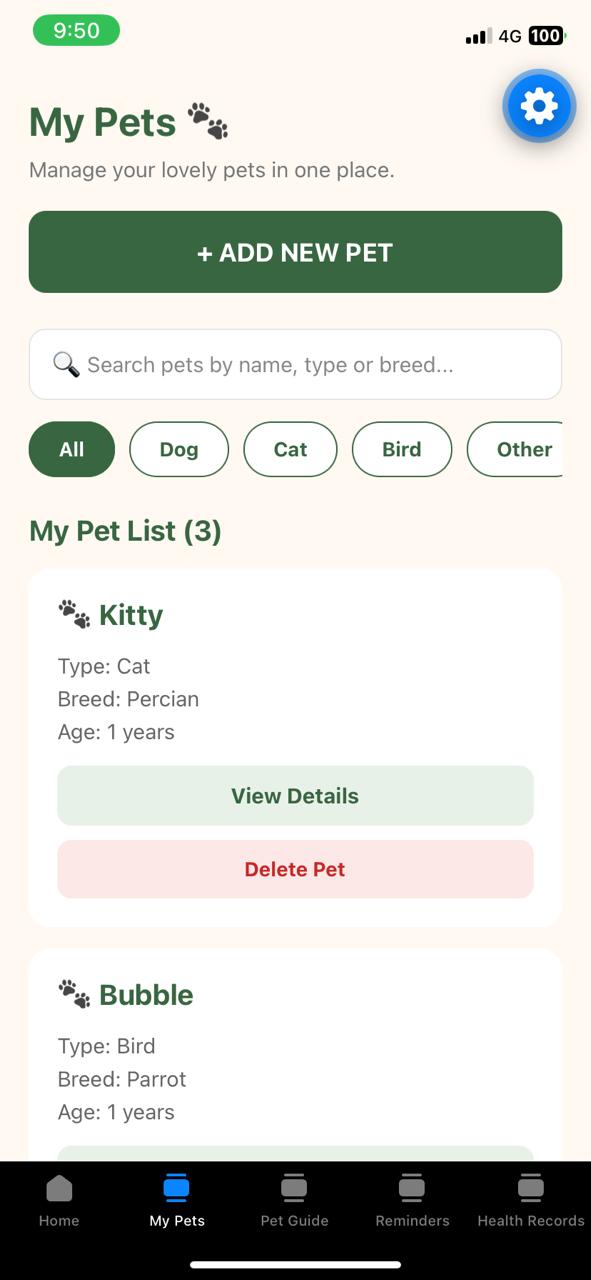 9:50
4G 100
My Pets
Manage your lovely pets in one place.
+ ADD NEW PET
Search pets by name, type or breed...
All Dog Cat Bird Other
My Pet List (3)
Kitty
Type: Cat
Breed: Percian
Age: 1 years
View Details
Delete Pet
Bubble
Type: Bird
Breed: Parrot
Age: 1 years
Home My Pets Pet Guide Reminders Health Records